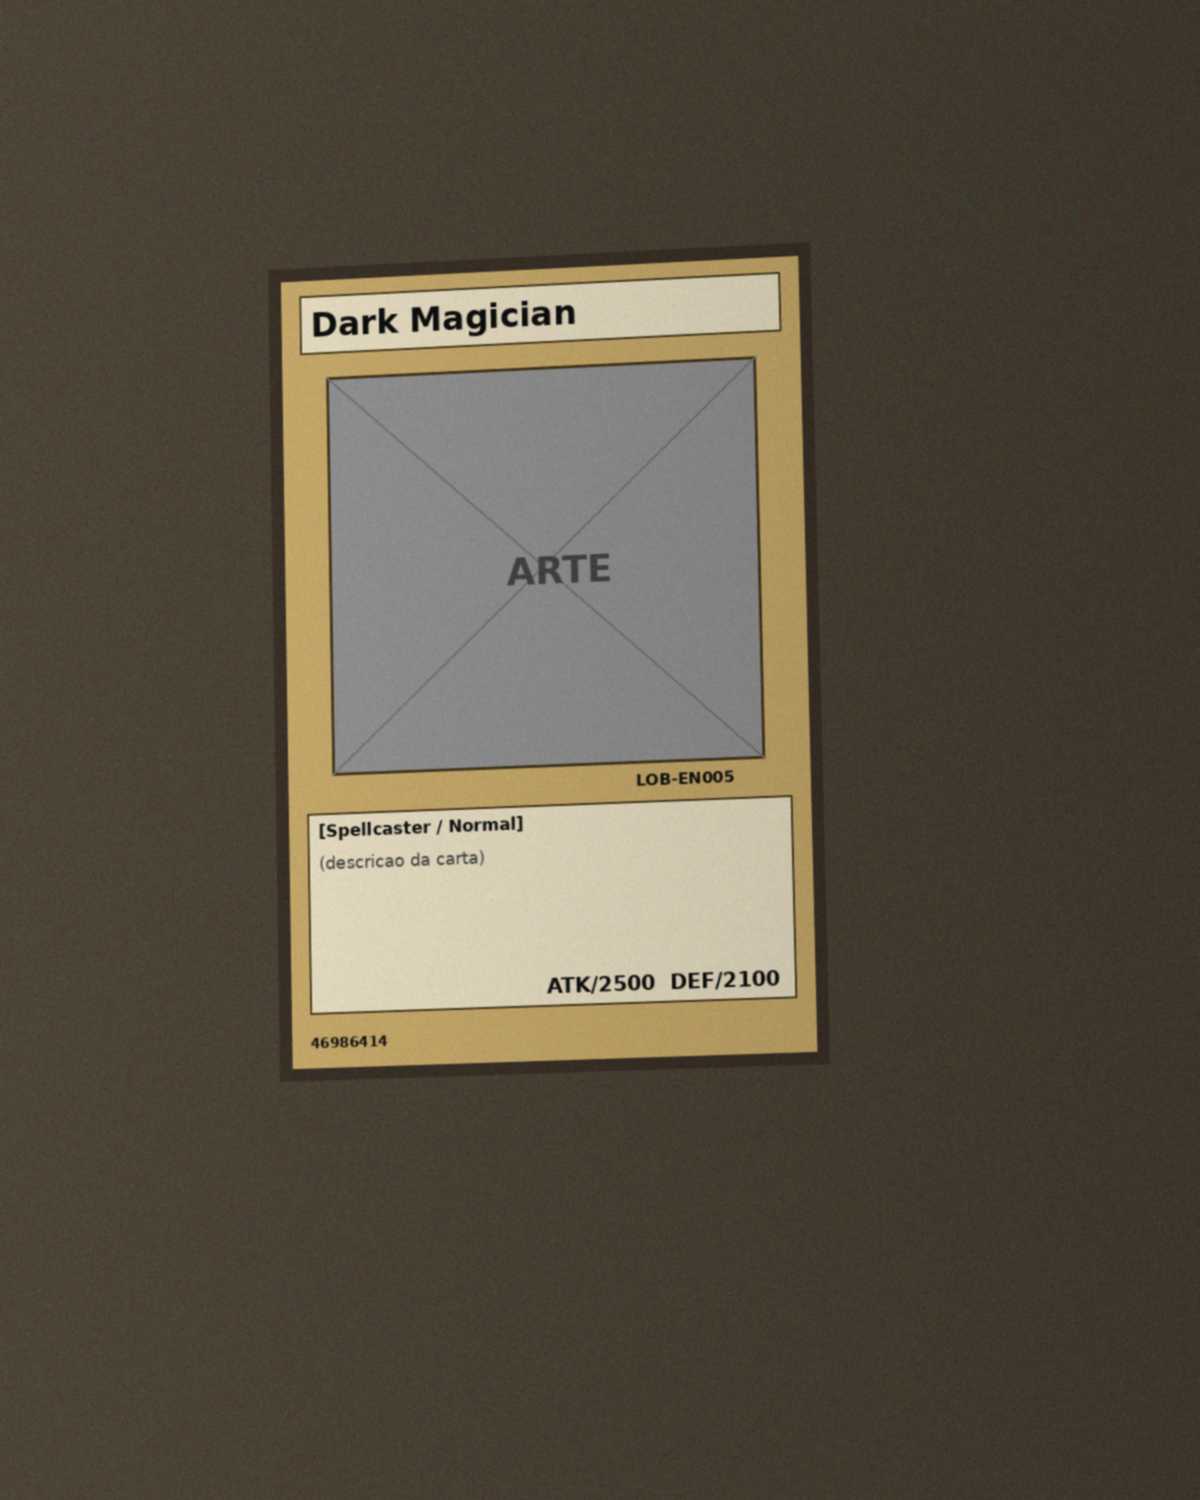 Dark Magician
ARTE
LOB-EN005
[Spellcaster / Normal]
(descricao da carta)
ATK/2500 DEF/2100
46986414